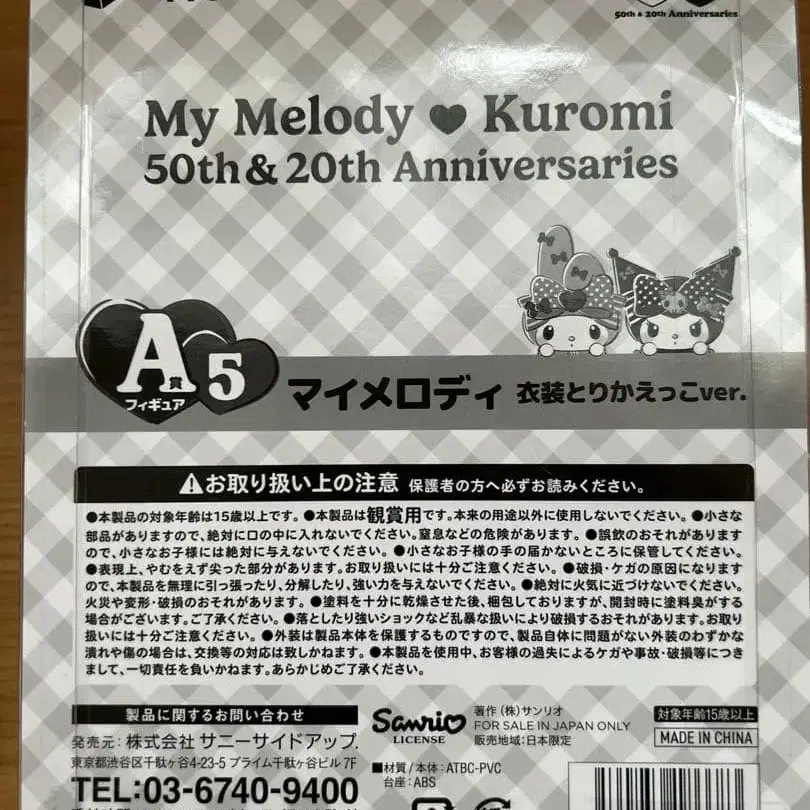 50th & 20th Anniversaries
My Melody ♥ Kuromi
50th & 20th Anniversaries
A賞
フィギュア
5
マイメロディ 衣装とりかえっこver.
⚠お取り扱い上の注意 保護者の方へ必ずお読みください。
●本製品の対象年齢は15歳以上です。●本製品は観賞用です。本来の用途以外に使用しないでください。●小さな
部品がありますので、絶対に口の中に入れないでください。窒息などの危険があります。●誤飲のおそれがあります
ので、小さなお子様には絶対に与えないでください。●小さなお子様の手の届かないところに保管してください。
●表現上、やむをえず尖った部分があります。お取り扱いには十分ご注意ください。●破損・ケガの原因になります
ので、本製品を無理に引っ張ったり、分解したり、強い力を与えないでください。●絶対に火気に近づけないでください。
火災や変形・破損のおそれがあります。●塗料を十分に乾燥させた後、梱包しておりますが、開封時に塗料臭がする
場合がございます。ご了承ください。●落としたり強いショックなど乱暴な扱いにより破損するおそれがあります。お取り
扱いには十分ご注意ください。●外装は製品本体を保護するものですので、製品自体に問題がない外装のわずかな
潰れや傷の場合は、交換等の対応は致しかねます。●本製品を使用中、お客様の過失によるケガや事故・破損等につき
まして、一切責任を負いかねます。あらかじめご了承ください。
製品に関するお問い合わせ
発売元：株式会社 サニーサイドアップ
東京都渋谷区千駄ヶ谷4-23-5 プライム千駄ヶ谷ビル 7F
TEL:03-6740-9400
Sanrio
LICENSE
著作（株）サンリオ
FOR SALE IN JAPAN ONLY
販売地域：日本限定
■材質／本体：ATBC-PVC
台座：ABS
対象年齢15歳以上
MADE IN CHINA